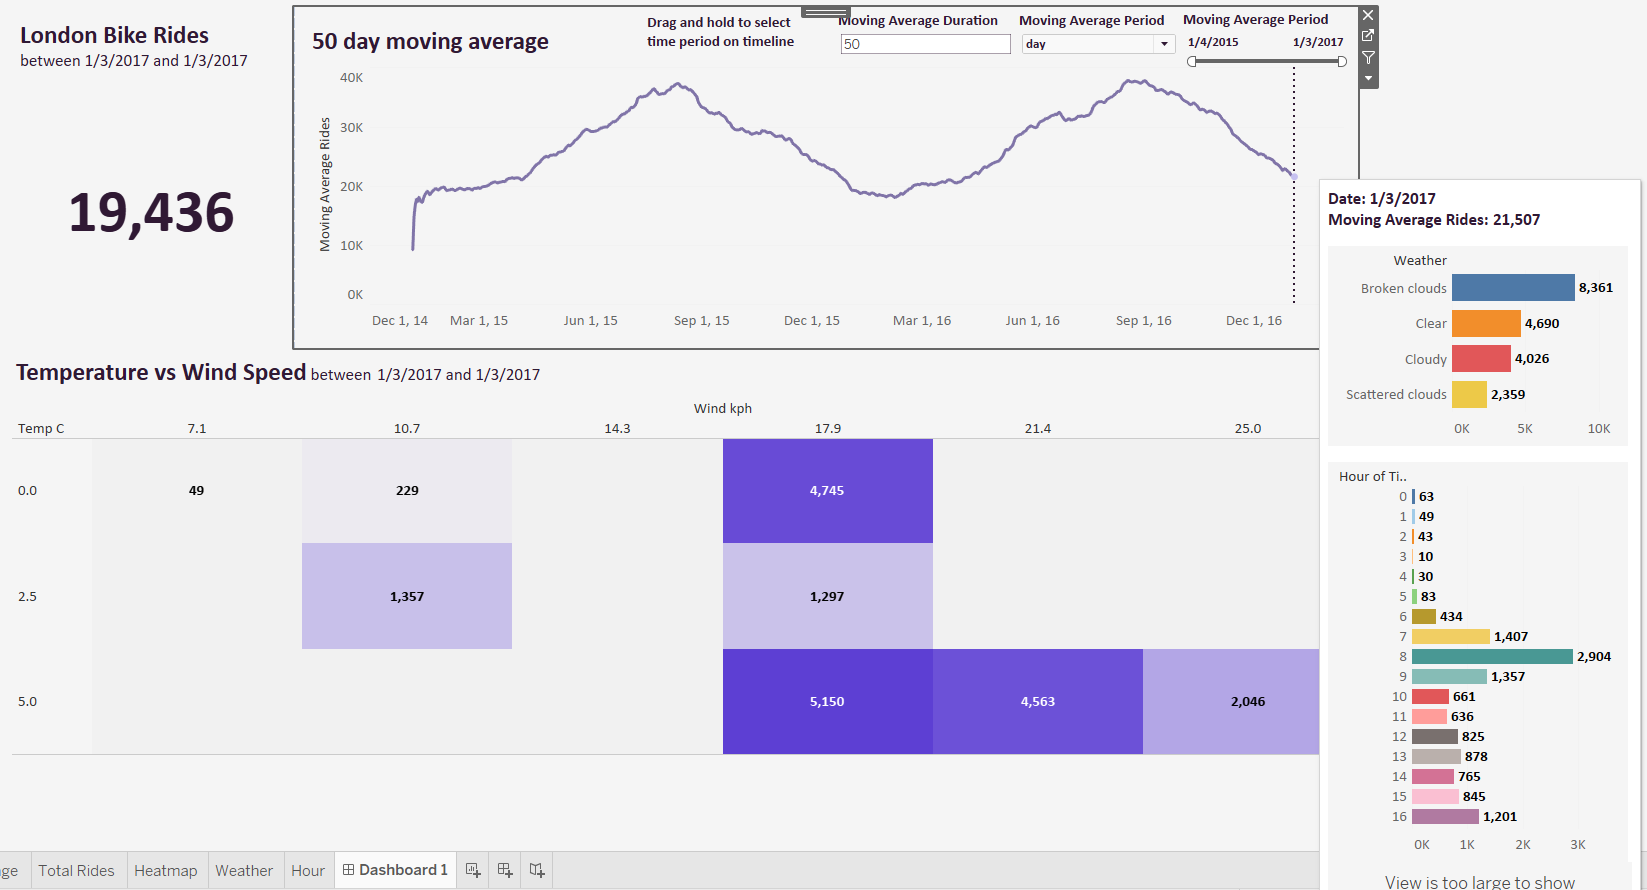 London Bike Rides
between 1/3/2017 and 1/3/2017
19,436
50 day moving average
Drag and hold to select
time period on timeline
Moving Average Duration
50
Moving Average Period
day
Moving Average Period
1/4/2015 1/3/2017
Moving Average Rides
40K
30K
20K
10K
0K
Dec 1, 14 Mar 1, 15 Jun 1, 15 Sep 1, 15 Dec 1, 15 Mar 1, 16 Jun 1, 16 Sep 1, 16 Dec 1, 16
Temperature vs Wind Speed between 1/3/2017 and 1/3/2017
Wind kph
Temp C 7.1 10.7 14.3 17.9 21.4 25.0
0.0 49 229 4,745
2.5 1,357 1,297
5.0 5,150 4,563 2,046
Date: 1/3/2017
Moving Average Rides: 21,507
Weather
Broken clouds 8,361
Clear 4,690
Cloudy 4,026
Scattered clouds 2,359
0K 5K 10K
Hour of Ti..
0 63
1 49
2 43
3 10
4 30
5 83
6 434
7 1,407
8 2,904
9 1,357
10 661
11 636
12 825
13 878
14 765
15 845
16 1,201
0K 1K 2K 3K
View is too large to show
ge Total Rides Heatmap Weather Hour Dashboard 1